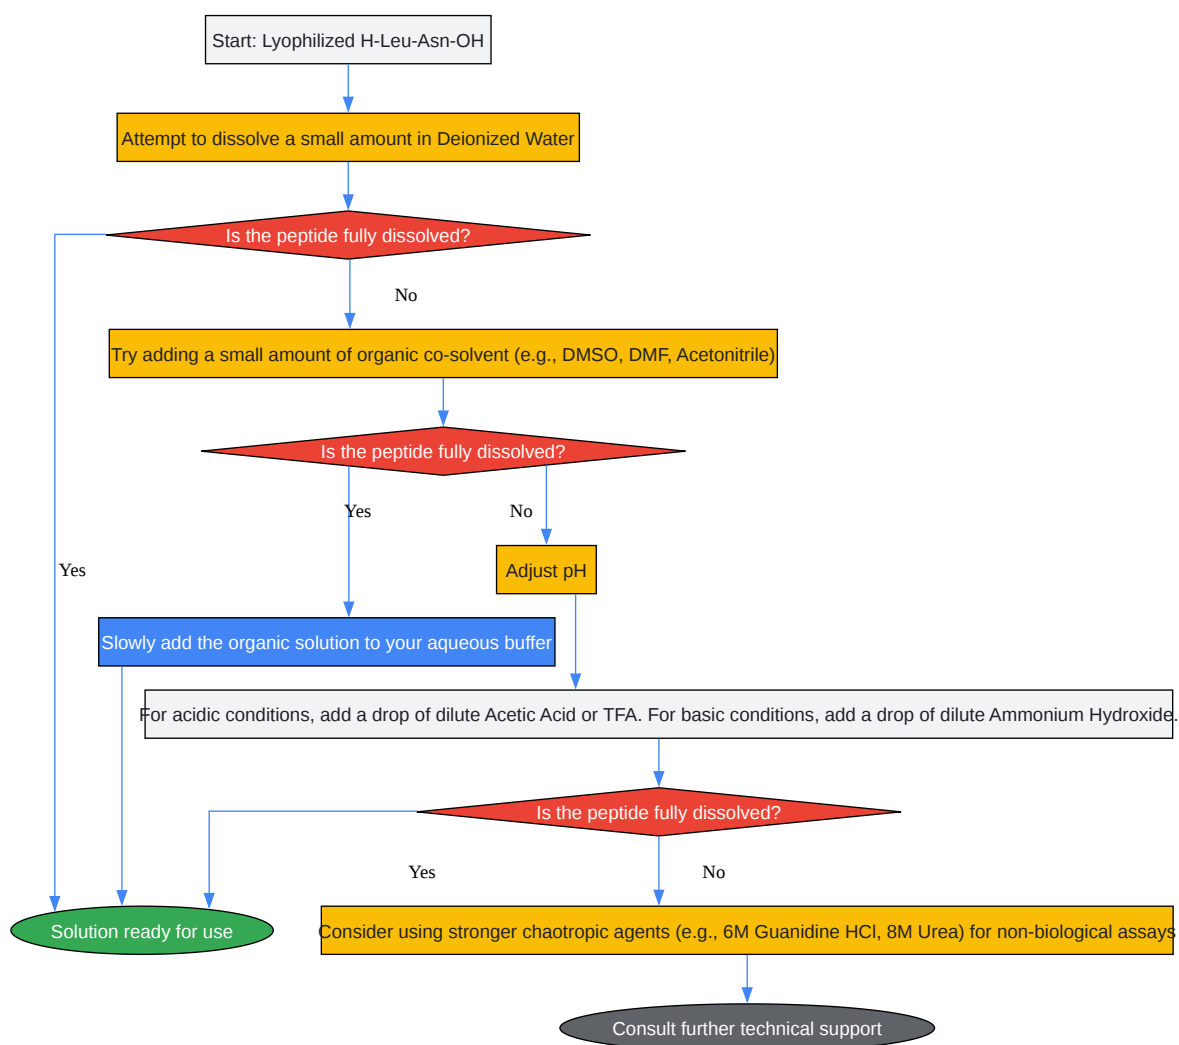 Start: Lyophilized H-Leu-Asn-OH
Attempt to dissolve a small amount in Deionized Water
Is the peptide fully dissolved?
No
Try adding a small amount of organic co-solvent (e.g., DMSO, DMF, Acetonitrile)
Is the peptide fully dissolved?
Yes
No
Yes
Adjust pH
Slowly add the organic solution to your aqueous buffer
For acidic conditions, add a drop of dilute Acetic Acid or TFA. For basic conditions, add a drop of dilute Ammonium Hydroxide.
Is the peptide fully dissolved?
Yes
No
Solution ready for use
Consider using stronger chaotropic agents (e.g., 6M Guanidine HCl, 8M Urea) for non-biological assays
Consult further technical support